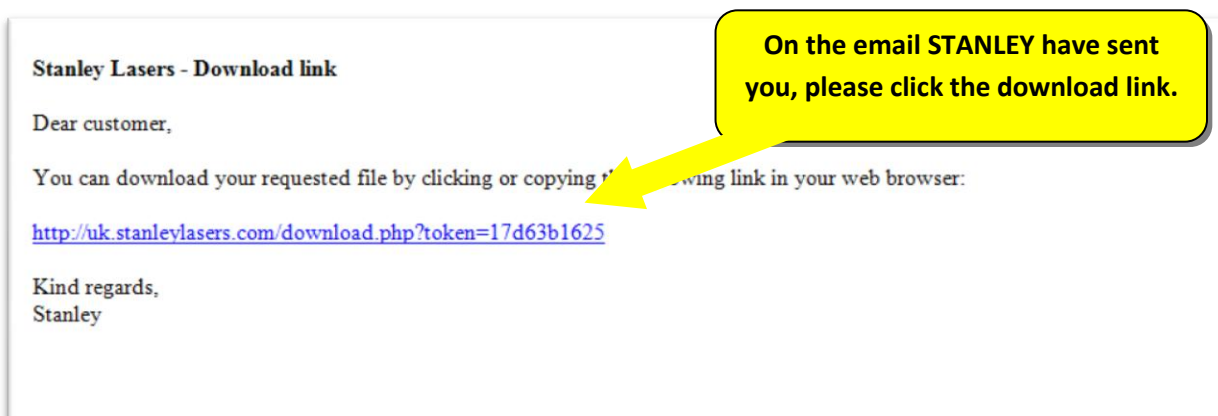 On the email STANLEY have sent
you, please click the download link.
Stanley Lasers - Download link
Dear customer,
You can download your requested file by clicking or copying wing link in your web browser:
http://uk.stanleylasers.com/download.php?token=17d63b1625
Kind regards,
Stanley